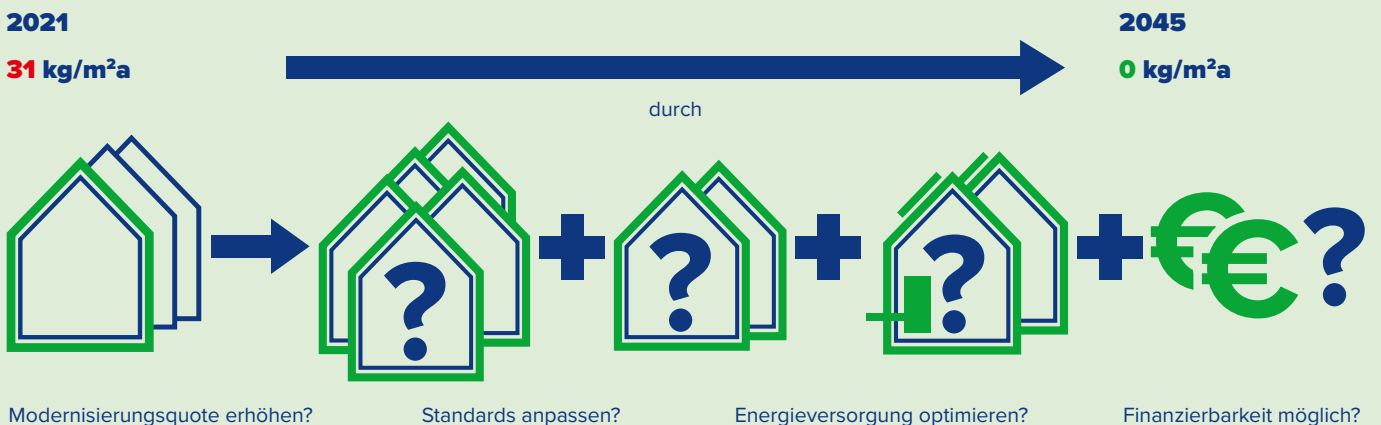 2021
31 kg/m²a
2045
0 kg/m²a
durch
?
?
?
€€?
Modernisierungsquote erhöhen?
Standards anpassen?
Energieversorgung optimieren?
Finanzierbarkeit möglich?